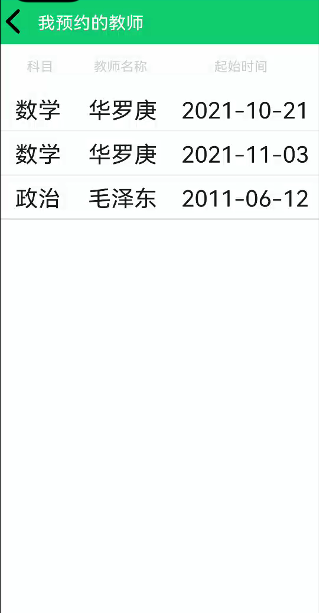 我预约的教师
科目 教师名称 起始时间
数学 华罗庚 2021-10-21
数学 华罗庚 2021-11-03
政治 毛泽东 2011-06-12